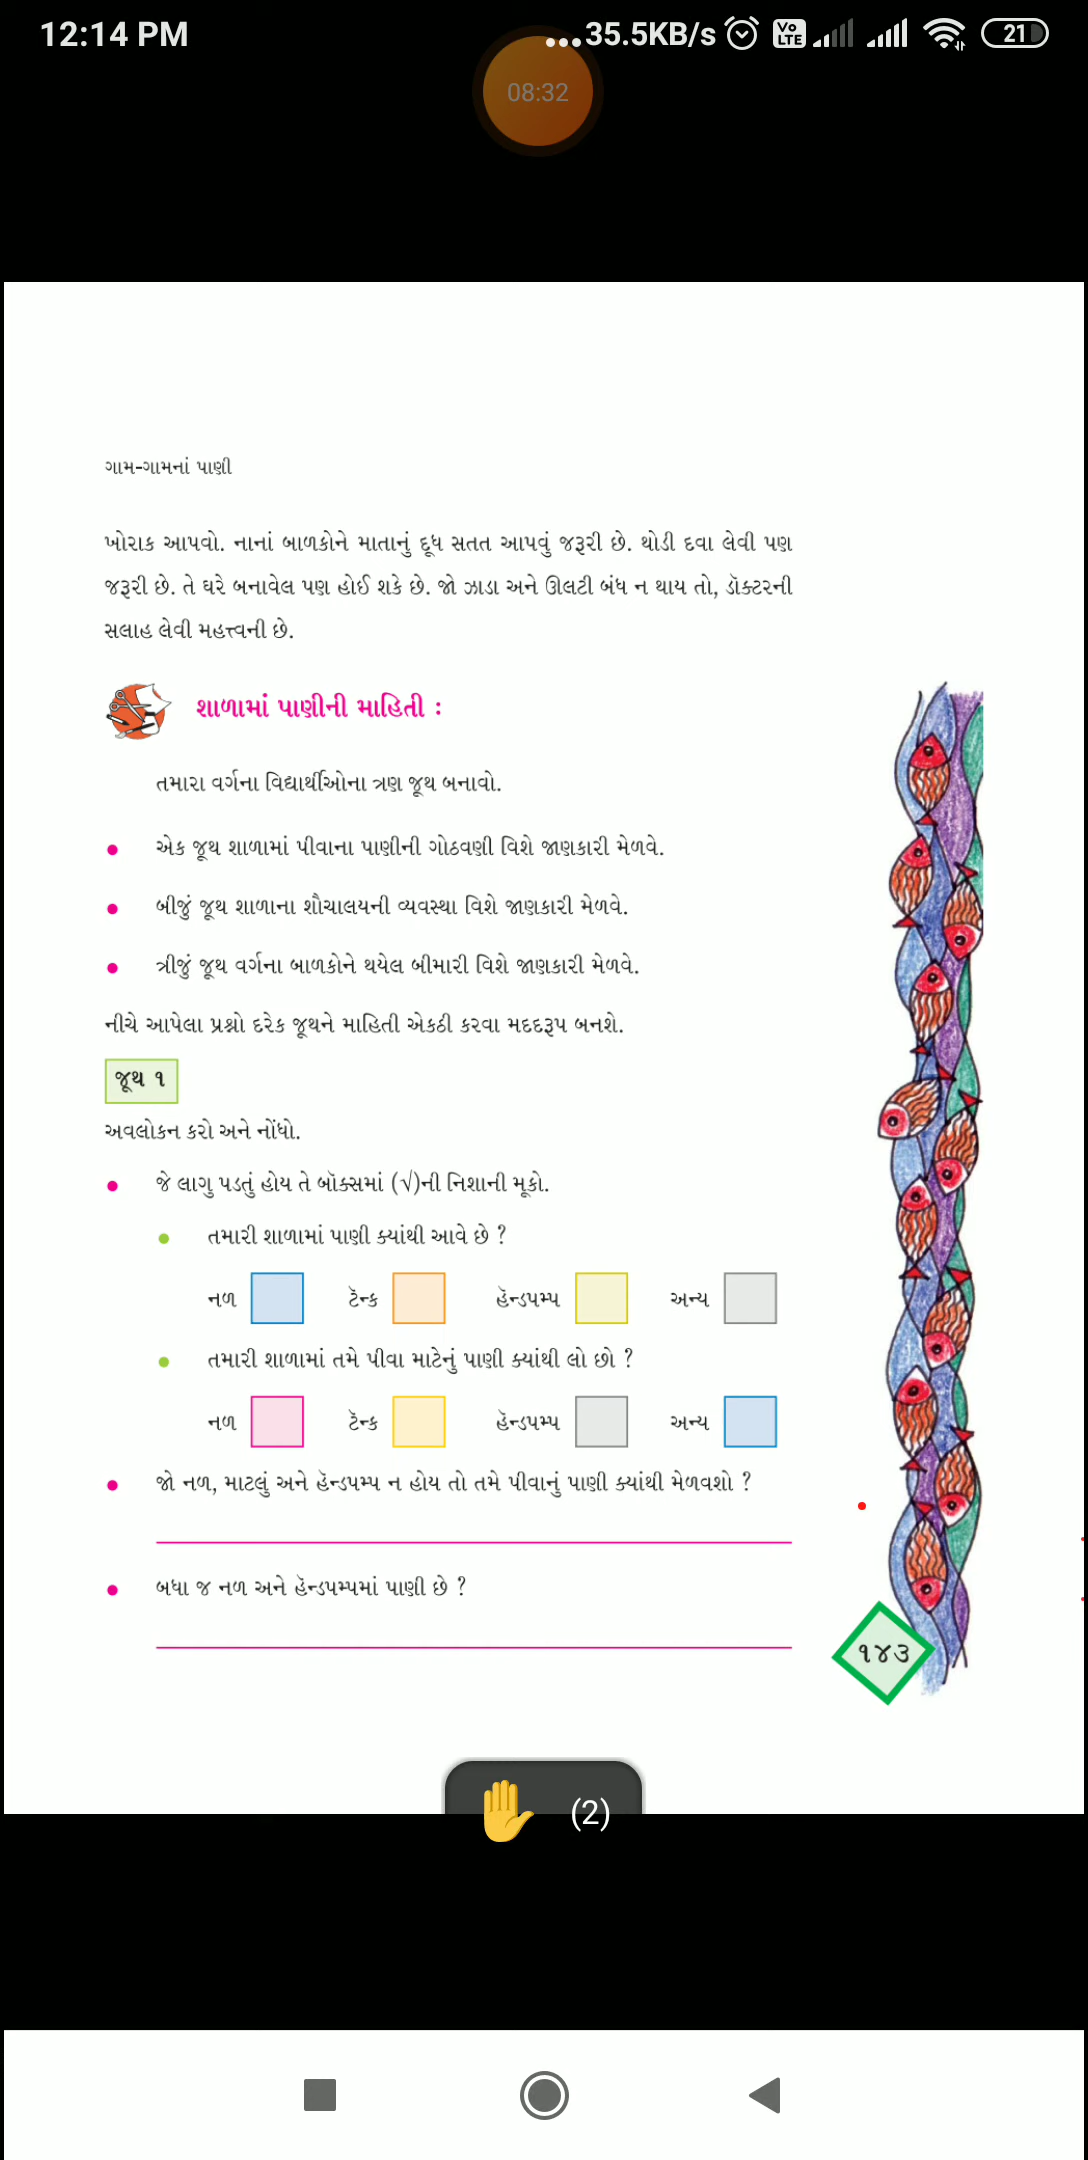 12:14 PM
...35.5KB/s
Vo LTE
21
08:32
ગામ-ગામનાં પાણી
ખોરાક આપવો. નાનાં બાળકોને માતાનું દૂધ સતત આપવું જરૂરી છે. થોડી દવા લેવી પણ
જરૂરી છે. તે ઘરે બનાવેલ પણ હોઈ શકે છે. જો ઝાડા અને ઊલટી બંધ ન થાય તો, ડૉક્ટરની
સલાહ લેવી મહત્ત્વની છે.
શાળામાં પાણીની માહિતી :
તમારા વર્ગના વિદ્યાર્થીઓના ત્રણ જૂથ બનાવો.
• એક જૂથ શાળામાં પીવાના પાણીની ગોઠવણી વિશે જાણકારી મેળવે.
• બીજું જૂથ શાળાના શૌચાલયની વ્યવસ્થા વિશે જાણકારી મેળવે.
• ત્રીજું જૂથ વર્ગના બાળકોને થયેલ બીમારી વિશે જાણકારી મેળવે.
નીચે આપેલા પ્રશ્નો દરેક જૂથને માહિતી એકઠી કરવા મદદરૂપ બનશે.
જૂથ ૧
અવલોકન કરો અને નોંધો.
• જે લાગુ પડતું હોય તે બૉક્સમાં (√)ની નિશાની મૂકો.
• તમારી શાળામાં પાણી ક્યાંથી આવે છે ?
નળ ટૅન્ક હૅન્ડપમ્પ અન્ય
• તમારી શાળામાં તમે પીવા માટેનું પાણી ક્યાંથી લો છો ?
નળ ટૅન્ક હૅન્ડપમ્પ અન્ય
• જો નળ, માટલું અને હૅન્ડપમ્પ ન હોય તો તમે પીવાનું પાણી ક્યાંથી મેળવશો ?
• બધા જ નળ અને હૅન્ડપમ્પમાં પાણી છે ?
૧૪૩
(2)